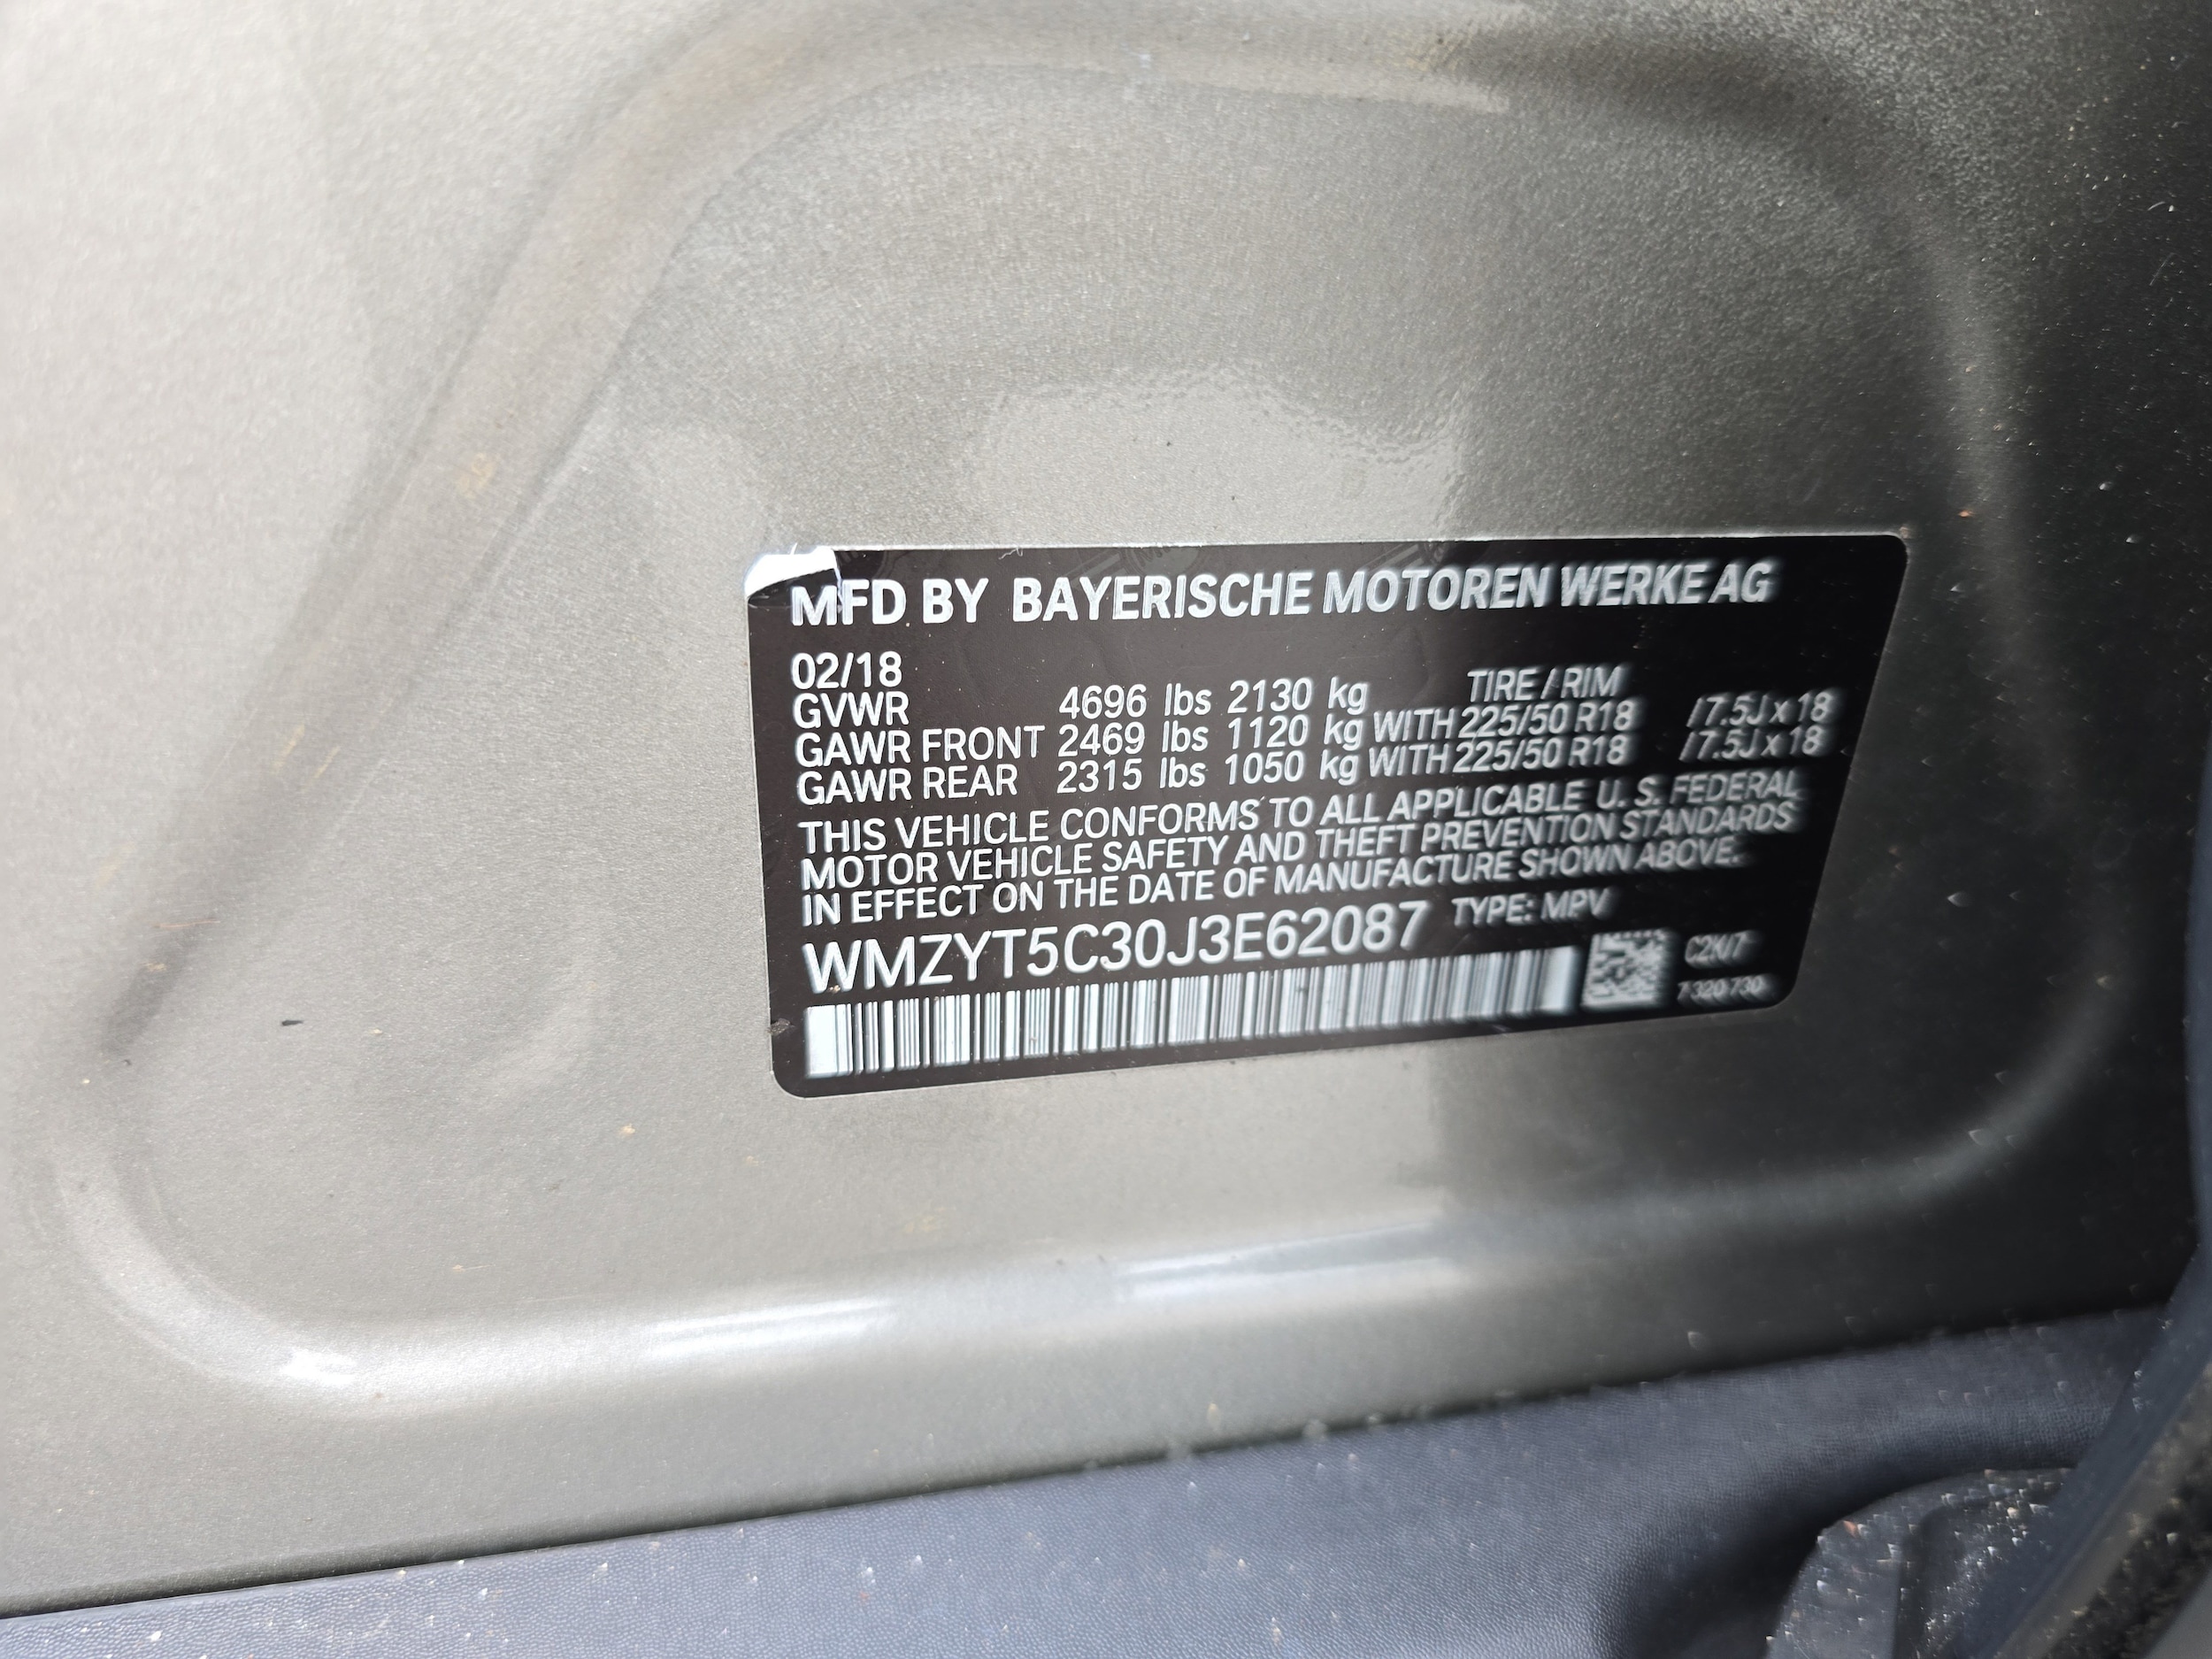 MFD BY BAYERISCHE MOTOREN WERKE AG
02/18 TIRE / RIM
GVWR 4696 lbs 2130 kg
GAWR FRONT 2469 lbs 1120 kg WITH 225/50 R18 / 7.5J x 18
GAWR REAR 2315 lbs 1050 kg WITH 225/50 R18 / 7.5J x 18
THIS VEHICLE CONFORMS TO ALL APPLICABLE U. S. FEDERAL
MOTOR VEHICLE SAFETY AND THEFT PREVENTION STANDARDS
IN EFFECT ON THE DATE OF MANUFACTURE SHOWN ABOVE.
WMZYT5C30J3E62087 TYPE: MPV
7 320 730